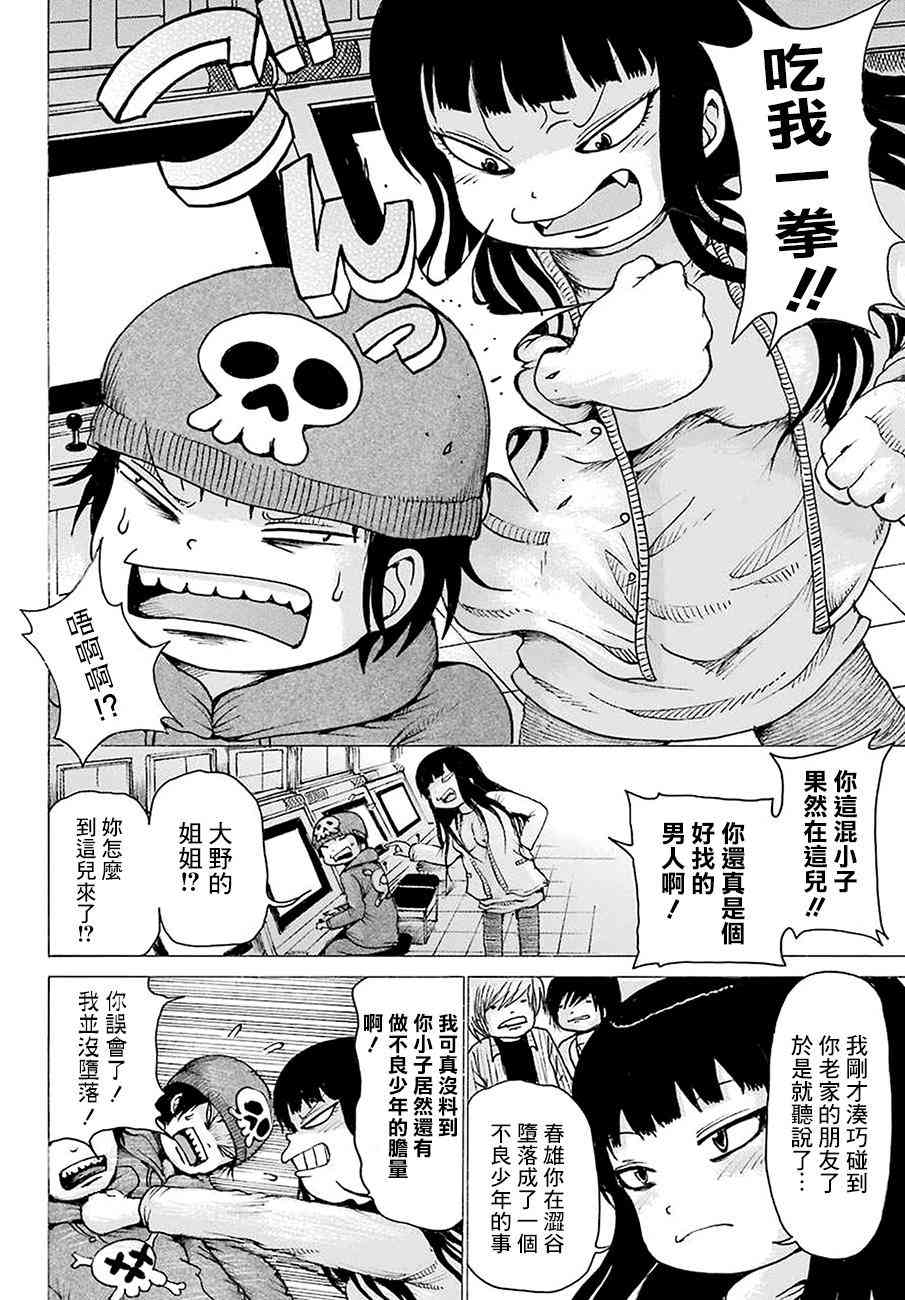 吃我一拳!!
ごんっ
唔啊啊!?
你這混小子
果然在這兒!!
你還真是個
好找的
男人啊!
大野的
姐姐!?
妳怎麼
到這兒來了!?
我剛才湊巧碰到
你老家的朋友了
於是就聽說了…
春雄你在澀谷
墮落成了一個
不良少年的事
我可真沒料到
你小子居然還有
做不良少年的膽量
啊!
你誤會了!
我並沒墮落!